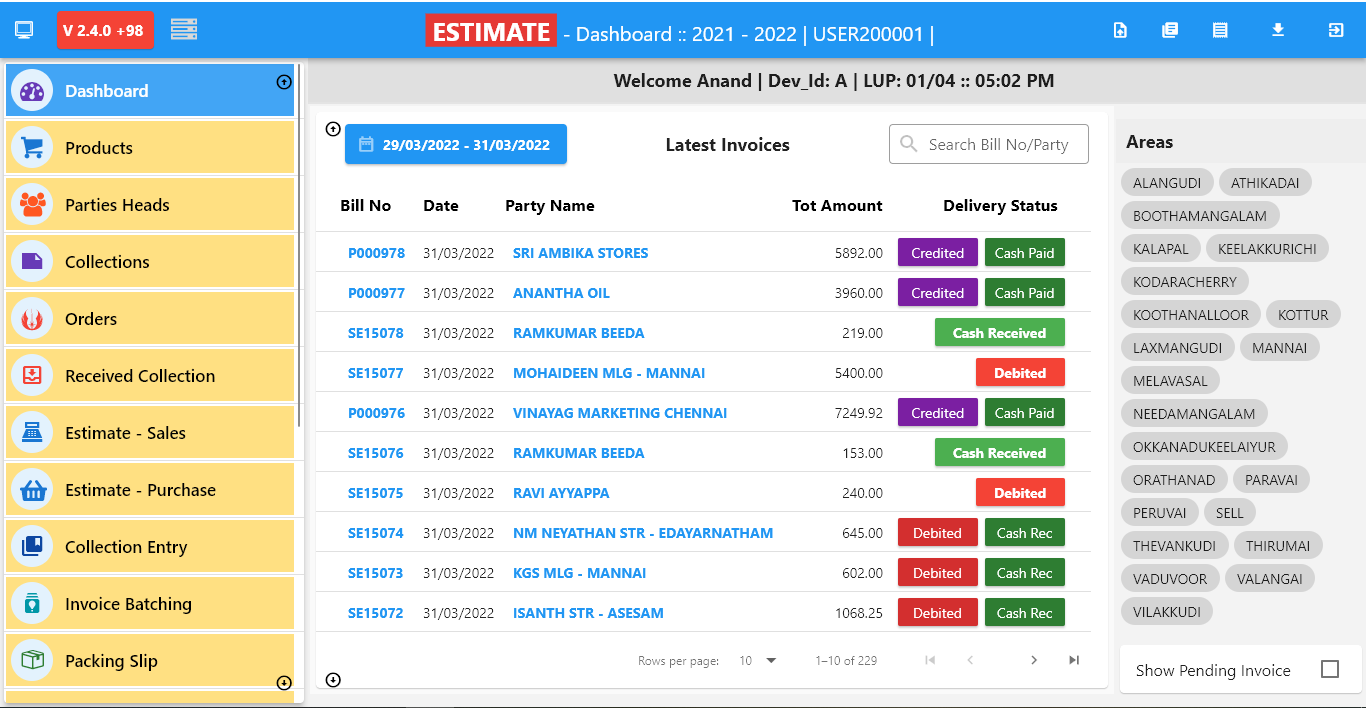 V 2.4.0 +98
ESTIMATE - Dashboard :: 2021 - 2022 | USER200001 |
Welcome Anand | Dev_Id: A | LUP: 01/04 :: 05:02 PM
Dashboard
Products
Parties Heads
Collections
Orders
Received Collection
Estimate - Sales
Estimate - Purchase
Collection Entry
Invoice Batching
Packing Slip
29/03/2022 - 31/03/2022 Latest Invoices Search Bill No/Party
Bill No Date Party Name Tot Amount Delivery Status
P000978 31/03/2022 SRI AMBIKA STORES 5892.00 Credited Cash Paid
P000977 31/03/2022 ANANTHA OIL 3960.00 Credited Cash Paid
SE15078 31/03/2022 RAMKUMAR BEEDA 219.00 Cash Received
SE15077 31/03/2022 MOHAIDEEN MLG - MANNAI 5400.00 Debited
P000976 31/03/2022 VINAYAG MARKETING CHENNAI 7249.92 Credited Cash Paid
SE15076 31/03/2022 RAMKUMAR BEEDA 153.00 Cash Received
SE15075 31/03/2022 RAVI AYYAPPA 240.00 Debited
SE15074 31/03/2022 NM NEYATHAN STR - EDAYARNATHAM 645.00 Debited Cash Rec
SE15073 31/03/2022 KGS MLG - MANNAI 602.00 Debited Cash Rec
SE15072 31/03/2022 ISANTH STR - ASESAM 1068.25 Debited Cash Rec
Rows per page: 10 1–10 of 229
Areas
ALANGUDI ATHIKADAI
BOOTHAMANGALAM
KALAPAL KEELAKKURICHI
KODARACHERRY
KOOTHANALLOOR KOTTUR
LAXMANGUDI MANNAI
MELAVASAL
NEEDAMANGALAM
OKKANADUKEELAIYUR
ORATHANAD PARAVAI
PERUVAI SELL
THEVANKUDI THIRUMAI
VADUVOOR VALANGAI
VILAKKUDI
Show Pending Invoice